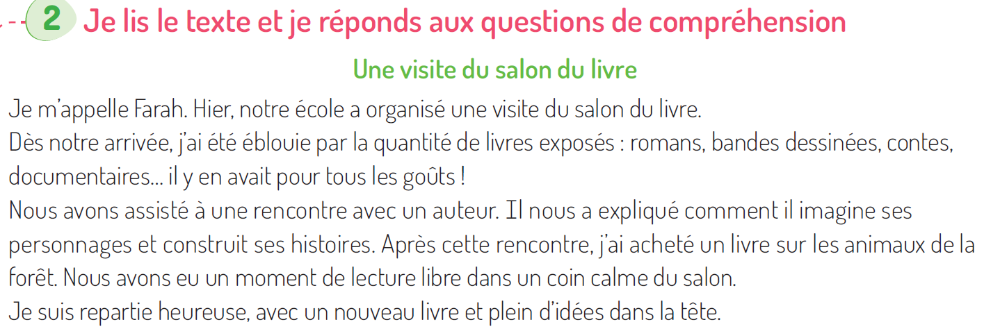 2 Je lis le texte et je réponds aux questions de compréhension
Une visite du salon du livre
Je m'appelle Farah. Hier, notre école a organisé une visite du salon du livre.
Dès notre arrivée, j'ai été éblouie par la quantité de livres exposés : romans, bandes dessinées, contes,
documentaires... il y en avait pour tous les goûts !
Nous avons assisté à une rencontre avec un auteur. Il nous a expliqué comment il imagine ses
personnages et construit ses histoires. Après cette rencontre, j'ai acheté un livre sur les animaux de la
forêt. Nous avons eu un moment de lecture libre dans un coin calme du salon.
Je suis repartie heureuse, avec un nouveau livre et plein d'idées dans la tête.